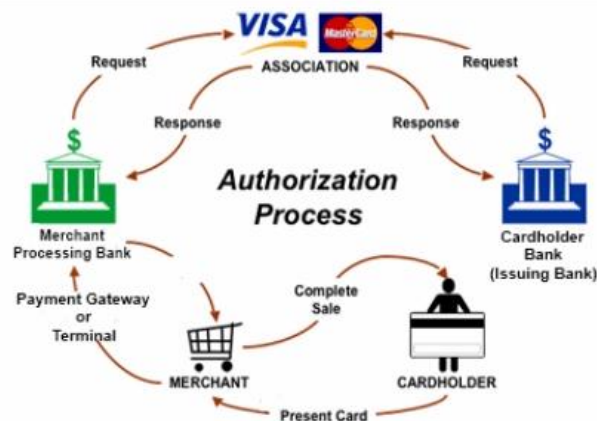 VISA
MasterCard
ASSOCIATION
Request
Request
Response
Response
$
$
Authorization
Process
Merchant
Processing Bank
Cardholder
Bank
(Issuing Bank)
Payment Gateway
or
Terminal
Complete
Sale
MERCHANT
CARDHOLDER
Present Card